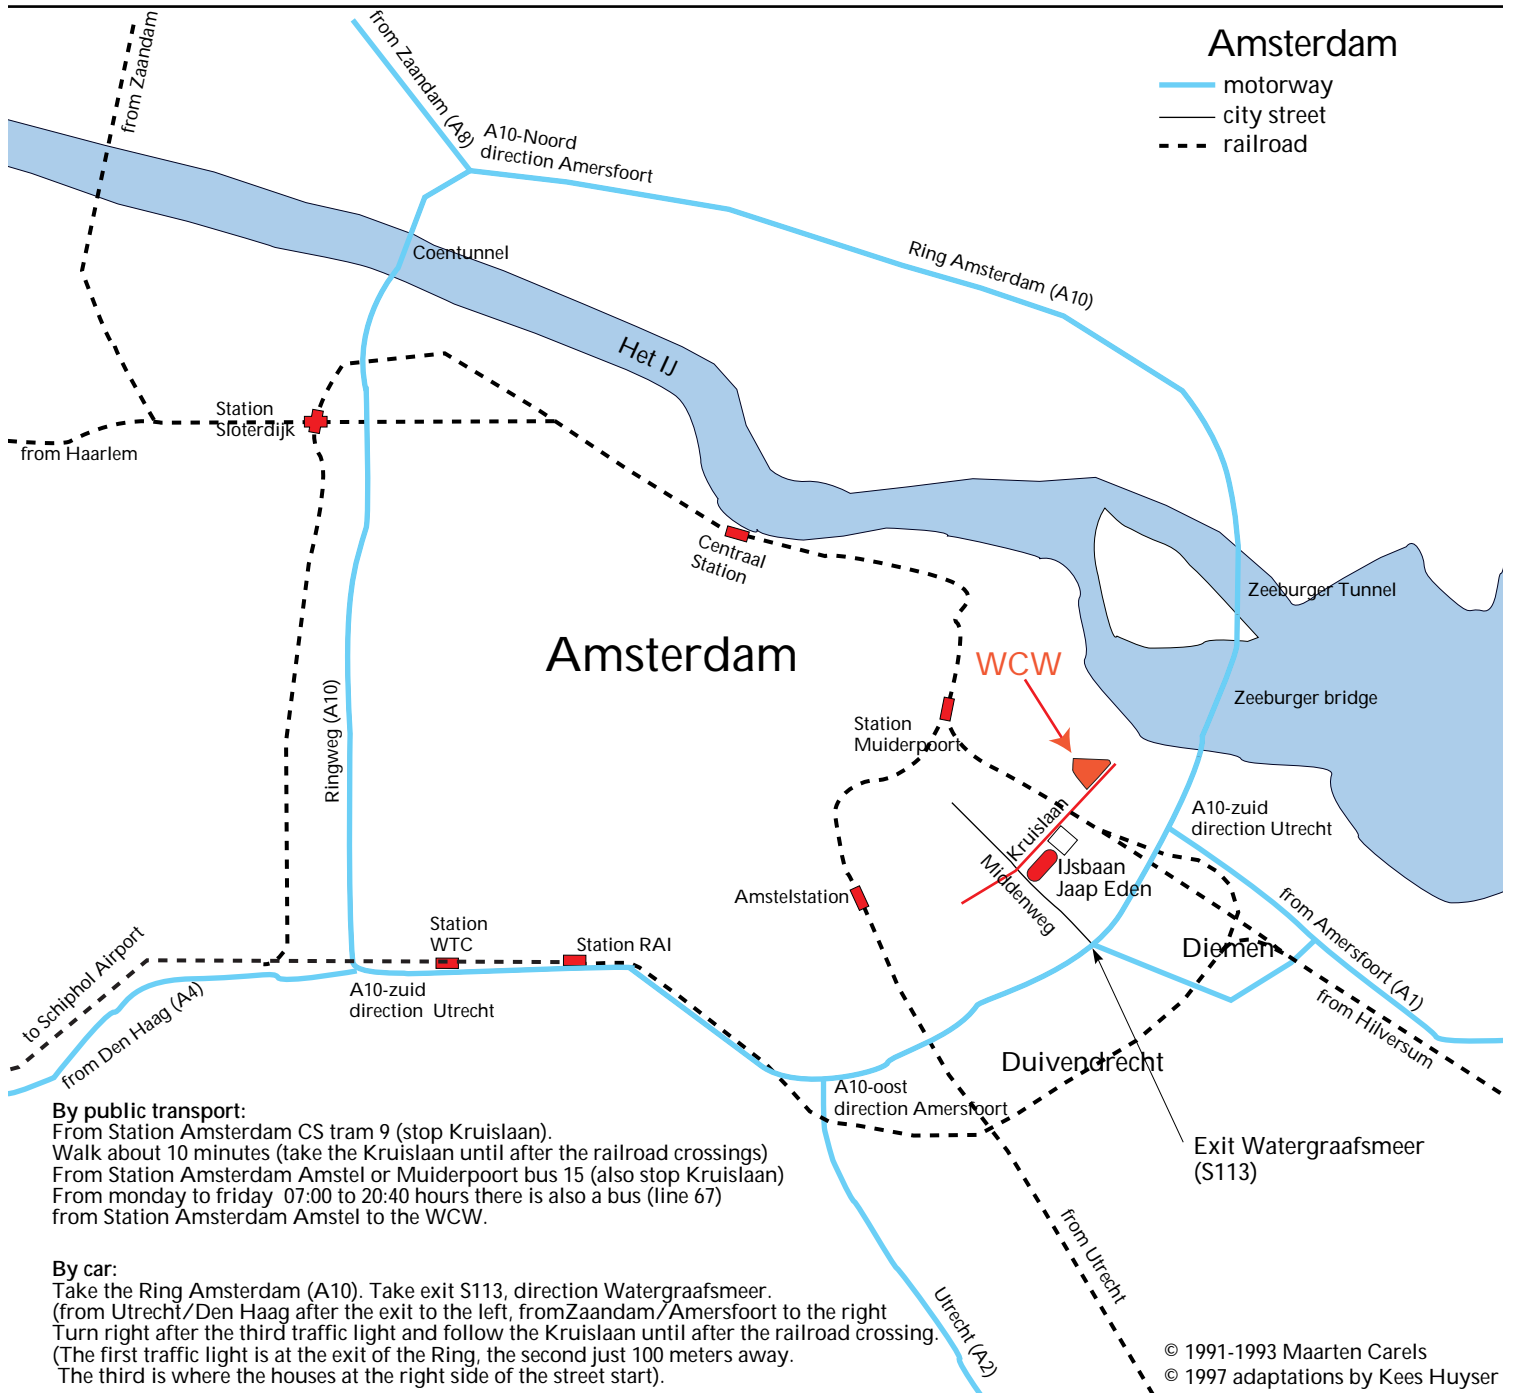 Amsterdam
motorway
city street
railroad
from Zaandam
from Zaandam (A8)
A10-Noord
direction Amersfoort
Coentunnel
Ring Amsterdam (A10)
Het IJ
Station
Sloterdijk
from Haarlem
Centraal
Station
Zeeburger Tunnel
Amsterdam
WCW
Zeeburger bridge
Ringweg (A10)
Station
Muiderpoort
A10-zuid
direction Utrecht
Kruislaan
IJsbaan
Jaap Eden
Middenweg
Amstelstation
from Amersfoort (A1)
Station
WTC
Station RAI
Diemen
to Schiphol Airport
from Den Haag (A4)
A10-zuid
direction  Utrecht
from Hilversum
Duivendrecht
A10-oost
direction Amersfoort
Exit Watergraafsmeer
(S113)
from Utrecht
Utrecht (A2)
By public transport:
From Station Amsterdam CS tram 9 (stop Kruislaan).
Walk about 10 minutes (take the Kruislaan until after the railroad crossings)
From Station Amsterdam Amstel or Muiderpoort bus 15 (also stop Kruislaan)
From monday to friday  07:00 to 20:40 hours there is also a bus (line 67)
from Station Amsterdam Amstel to the WCW.
By car:
Take the Ring Amsterdam (A10). Take exit S113, direction Watergraafsmeer.
(from Utrecht/Den Haag after the exit to the left, fromZaandam/Amersfoort to the right
Turn right after the third traffic light and follow the Kruislaan until after the railroad crossing.
(The first traffic light is at the exit of the Ring, the second just 100 meters away.
The third is where the houses at the right side of the street start).
© 1991-1993 Maarten Carels
© 1997 adaptations by Kees Huyser